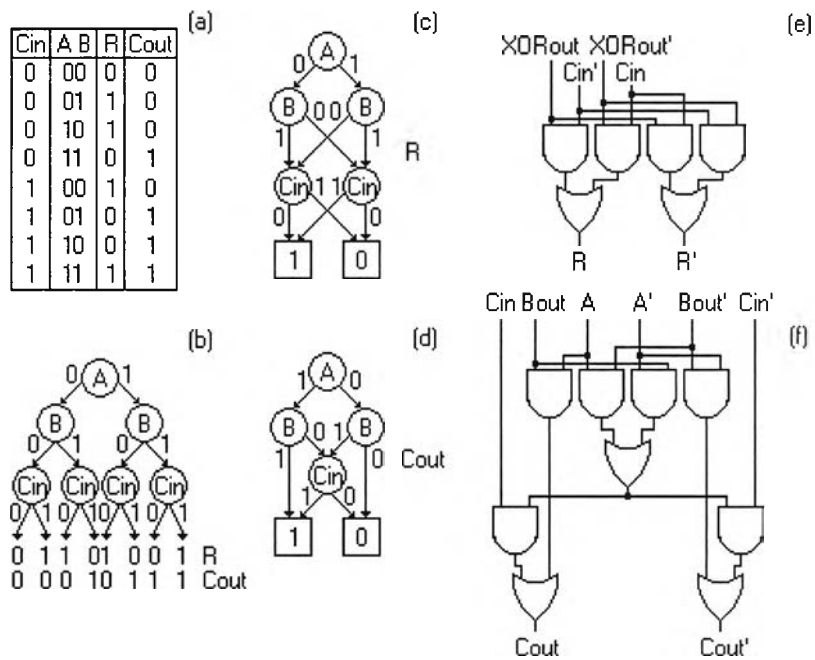 (a)
Cin A B R Cout
0 00 0 0
0 01 1 0
0 10 1 0
0 11 0 1
1 00 1 0
1 01 0 1
1 10 0 1
1 11 1 1
(c)
A
0 1
B 0 0 B
1 1
R
Cin 1 1 Cin
0 0
1 0
(e)
XORout XORout'
Cin' Cin
R R'
(b)
A
0 1
B B
0 1 0 1
Cin Cin Cin Cin
0 1 0 1 0 1 0 1
0 1 1 0 1 0 0 1 R
0 0 0 1 0 1 1 1 Cout
(d)
A
1 0
B 0 1 B
1 0 Cout
Cin
1 0
1 0
Cin Bout A A' Bout' Cin'
(f)
Cout Cout'